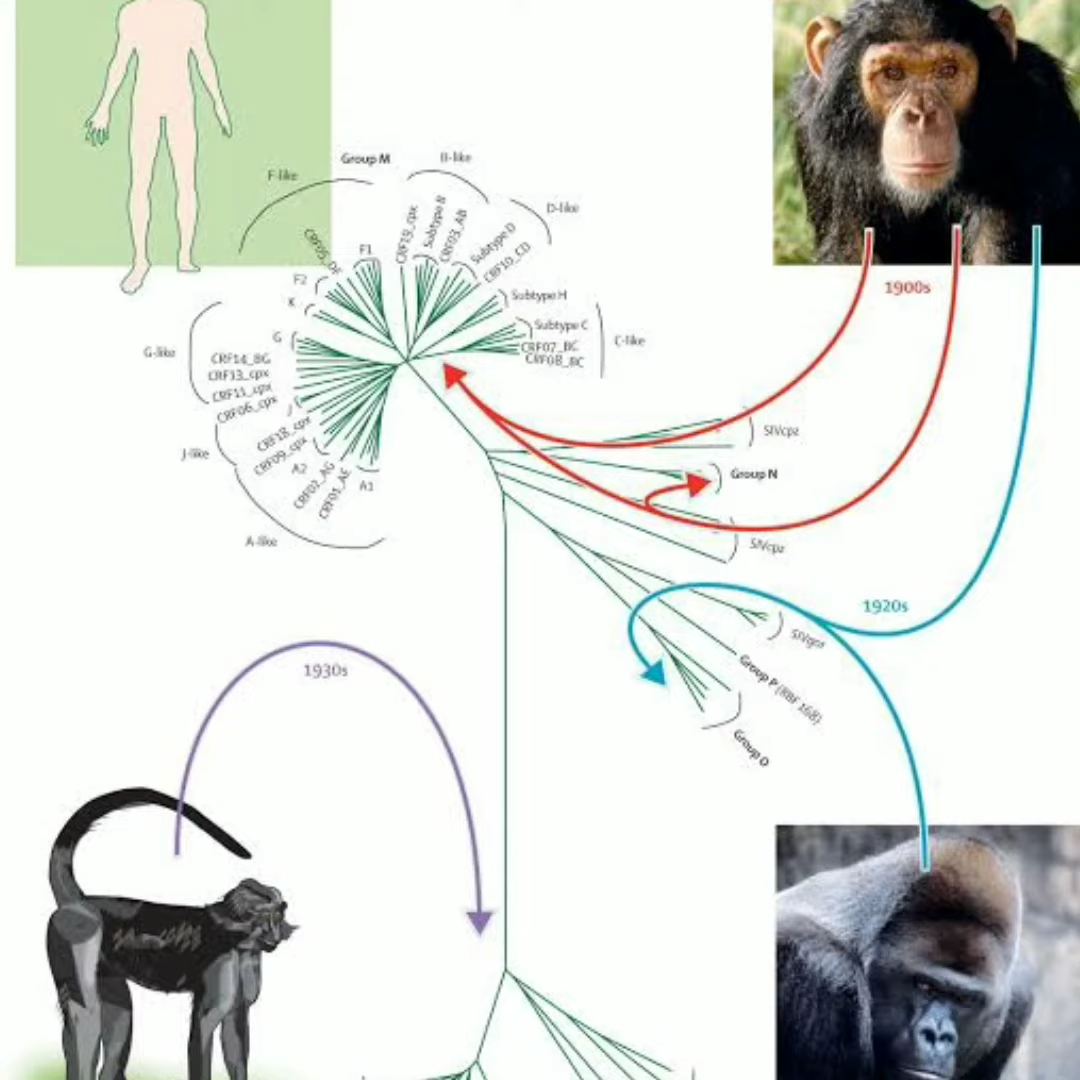 Group M
B-like
F-like
D-like
CRF19_cpx
Subtype B
CRF03_AB
Subtype D
CRF10_CD
CRF05_DF
F1
F2
K
Subtype H
Subtype C
CRF07_BC
CRF08_BC
C-like
G
G-like
CRF14_BG
CRF13_cpx
CRF11_cpx
CRF06_cpx
J
CRF18_cpx
CRF09_cpx
J-like
A2
CRF02_AG
CRF01_AE
A1
A-like
1900s
SIVcpz
Group N
SIVcpz
1920s
SIVgor
Group P (RBF 168)
Group O
1930s